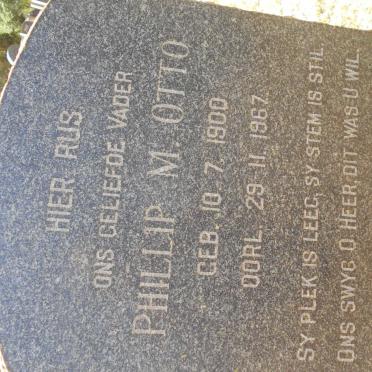 HIER RUS
ONS GELIEFDE VADER
PHILLIP M. OTTO
GEB. 10. 7. 1900
OORL. 29. 11. 1967
SY PLEK IS LEEG, SY STEM IS STIL.
ONS SWYG O HEER, DIT WAS U WIL.